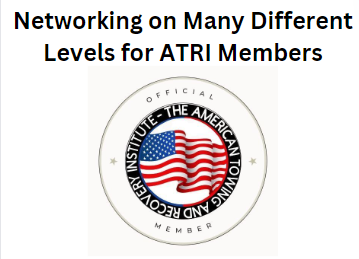 Networking on Many Different
Levels for ATRI Members
OFFICIAL
THE AMERICAN TOWING AND RECOVERY INSTITUTE -
MEMBER